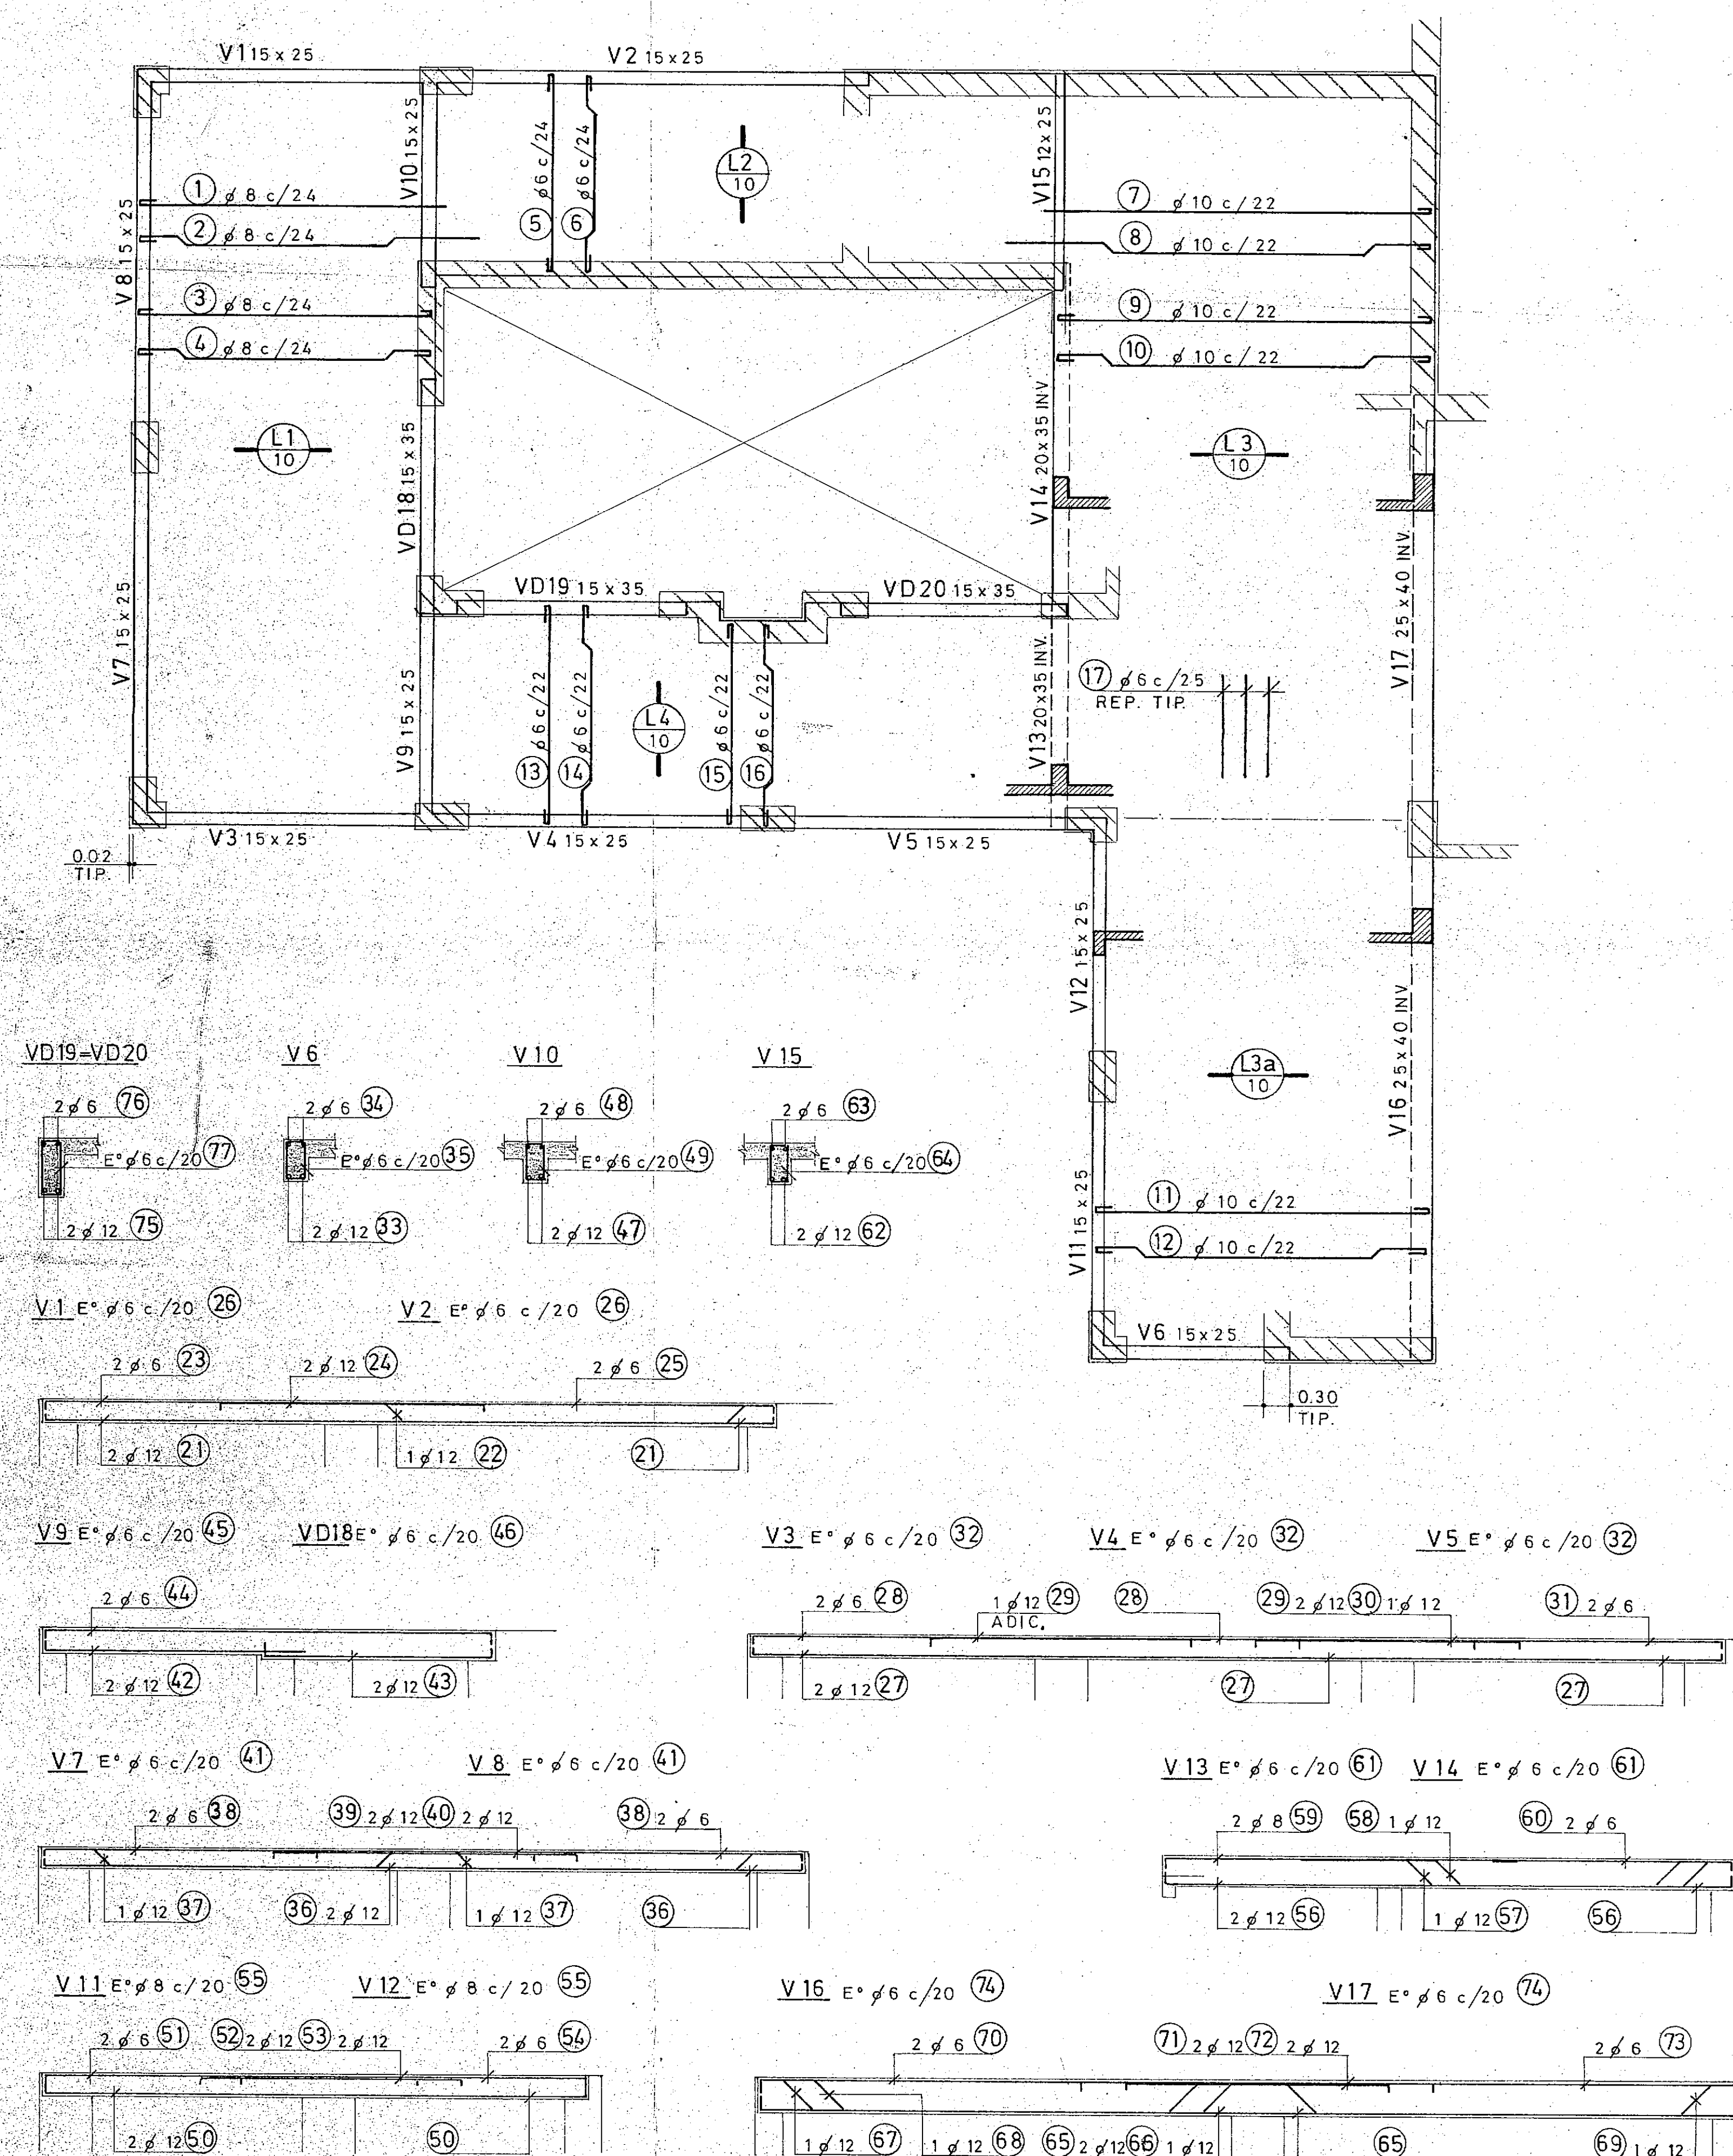 V1 15 x 25
V2 15 x 25
V10 15 x 25
V15 12 x 25
V8 15 x 25
1 ø 8 c/24
2 ø 8 c/24
3 ø 8 c/24
4 ø 8 c/24
5 ø 6 c/24
6 ø 6 c/24
L2
10
7 ø 10 c/22
8 ø 10 c/22
9 ø 10 c/22
10 ø 10 c/22
L1
10
VD18 15 x 35
V14 20 x 35 INV
L3
10
V7 15 x 25
VD19 15 x 35
VD20 15 x 35
V17 25 x 40 INV.
V9 15 x 25
13 ø 6 c/22
14 ø 6 c/22
L4
10
15 ø 6 c/22
16 ø 6 c/22
V13 20 x 35 INV.
17 ø 6 c/25
REP. TIP.
V3 15 x 25
V4 15 x 25
V5 15 x 25
0.02
TIP.
V12 15 x 25
V16 25 x 40 INV
L3a
10
V11 15 x 25
11 ø 10 c/22
12 ø 10 c/22
V6 15 x 25
0.30
TIP.
VD19=VD20
V6
V10
V15
2 ø 6 76
2 ø 6 34
2 ø 6 48
2 ø 6 63
E° ø 6 c/20 77
E° ø 6 c/20 35
E° ø 6 c/20 49
E° ø 6 c/20 64
2 ø 12 75
2 ø 12 33
2 ø 12 47
2 ø 12 62
V1 E° ø 6 c/20 26
V2 E° ø 6 c/20 26
2 ø 6 23
2 ø 12 24
2 ø 6 25
2 ø 12 21
1 ø 12 22
21
V9 E° ø 6 c/20 45
VD18 E° ø 6 c/20 46
2 ø 6 44
2 ø 12 42
2 ø 12 43
V3 E° ø 6 c/20 32
V4 E° ø 6 c/20 32
V5 E° ø 6 c/20 32
2 ø 6 28
1 ø 12 29
ADIC.
28
29 2 ø 12 30 1 ø 12
31 2 ø 6
2 ø 12 27
27
27
V7 E° ø 6 c/20 41
V8 E° ø 6 c/20 41
2 ø 6 38
39 2 ø 12 40 2 ø 12
38 2 ø 6
1 ø 12 37
36 2 ø 12
1 ø 12 37
36
V13 E° ø 6 c/20 61
V14 E° ø 6 c/20 61
2 ø 8 59
58 1 ø 12
60 2 ø 6
2 ø 12 56
1 ø 12 57
56
V11 E° ø 8 c/20 55
V12 E° ø 8 c/20 55
2 ø 6 51
52 2 ø 12 53 2 ø 12
2 ø 6 54
2 ø 12 50
50
V16 E° ø 6 c/20 74
V17 E° ø 6 c/20 74
2 ø 6 70
71 2 ø 12 72 2 ø 12
2 ø 6 73
1 ø 12 67
1 ø 12 68
65 2 ø 12 66 1 ø 12
65
69 1 ø 12